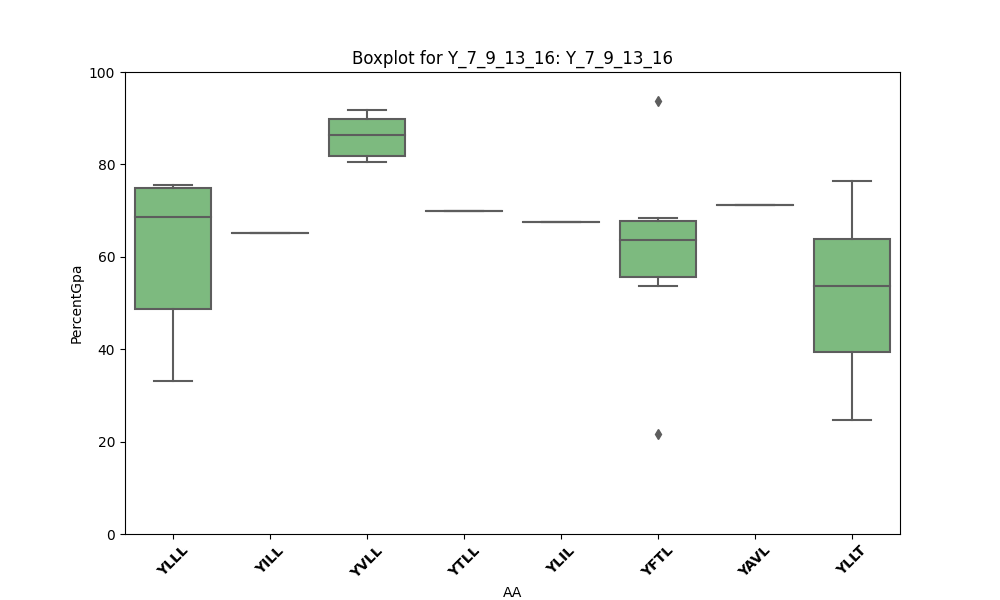 Boxplot for Y_7_9_13_16: Y_7_9_13_16
100
80
60
40
20
0
PercentGpa
YLLL
YILL
YVLL
YTLL
YLIL
YFTL
YAVL
YLLT
AA